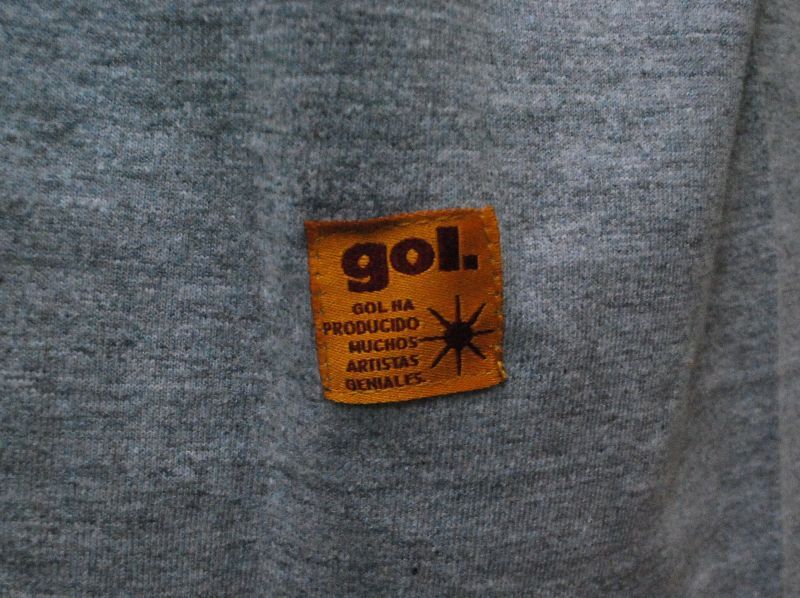 gol.
GOL HA
PRODUCIDO
MUCHOS
ARTISTAS
GENIALES.